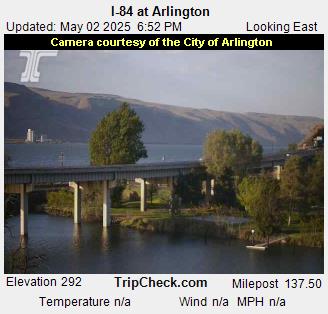 I-84 at Arlington
Updated: May 02 2025 6:52 PM Looking East
Camera courtesy of the City of Arlington
Elevation 292 TripCheck.com Milepost 137.50
Temperature n/a Wind n/a MPH n/a